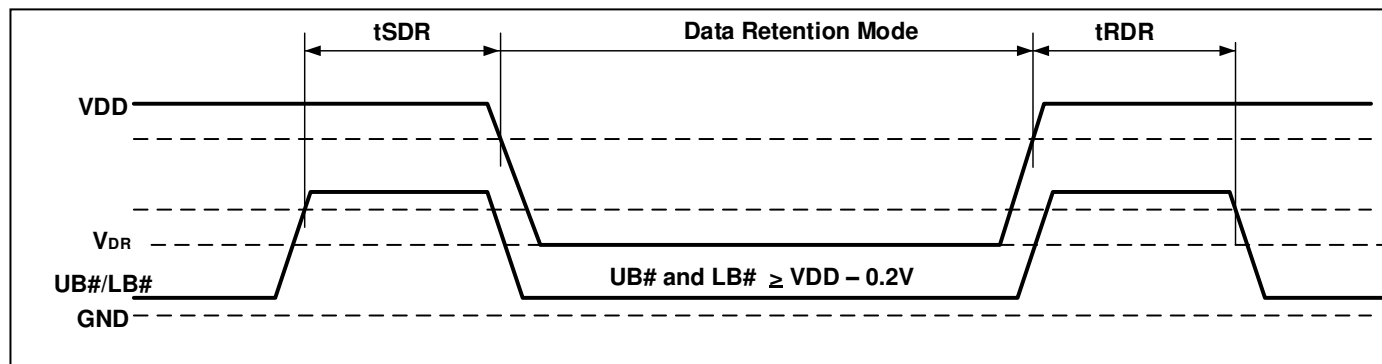 tSDR Data Retention Mode tRDR
VDD
VDR
UB#/LB# UB# and LB# ≥ VDD – 0.2V
GND